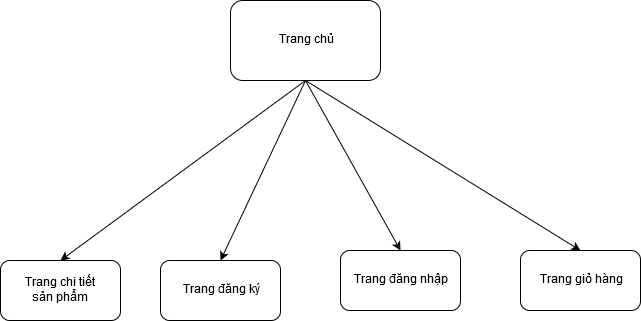 Trang chủ
Trang chi tiết
sản phẩm
Trang đăng ký
Trang đăng nhập
Trang giỏ hàng